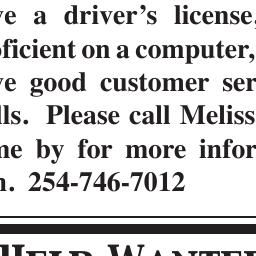 ve a driver's license,
oficient on a computer,
ve good customer ser
lls. Please call Meliss
me by for more infor
n. 254-746-7012
HELP WANTE